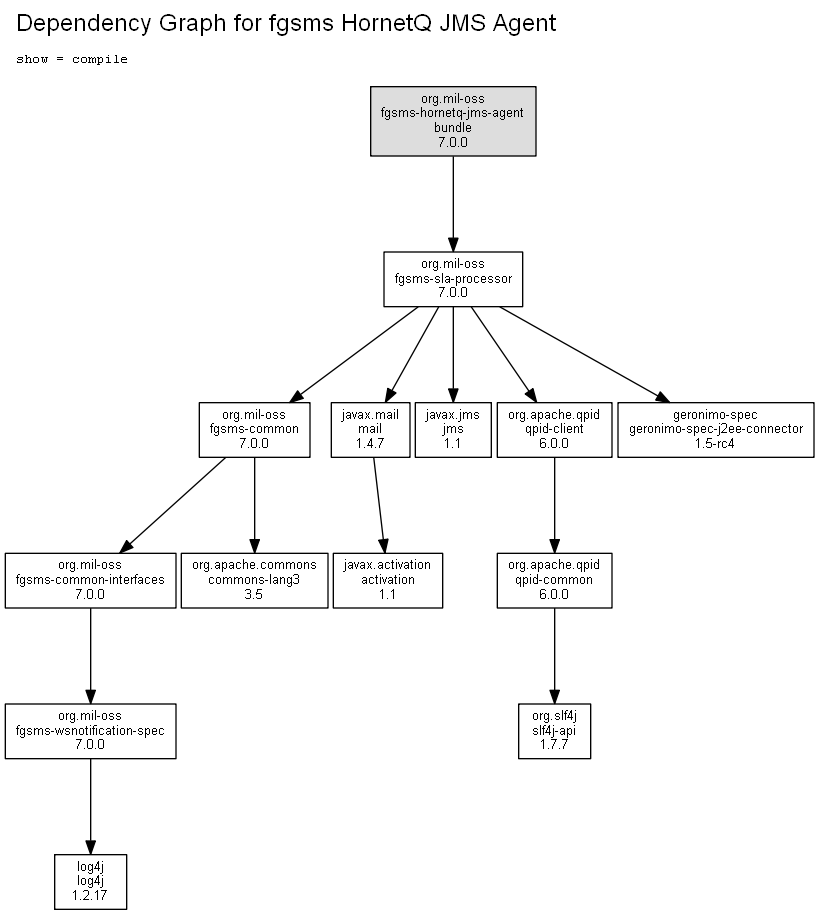 Dependency Graph for fgsms HornetQ JMS Agent
show = compile
org.mil-oss
fgsms-hornetq-jms-agent
bundle
7.0.0
org.mil-oss
fgsms-sla-processor
7.0.0
org.mil-oss
fgsms-common
7.0.0
javax.mail
mail
1.4.7
javax.jms
jms
1.1
org.apache.qpid
qpid-client
6.0.0
geronimo-spec
geronimo-spec-j2ee-connector
1.5-rc4
org.mil-oss
fgsms-common-interfaces
7.0.0
org.apache.commons
commons-lang3
3.5
javax.activation
activation
1.1
org.apache.qpid
qpid-common
6.0.0
org.mil-oss
fgsms-wsnotification-spec
7.0.0
org.slf4j
slf4j-api
1.7.7
log4j
log4j
1.2.17